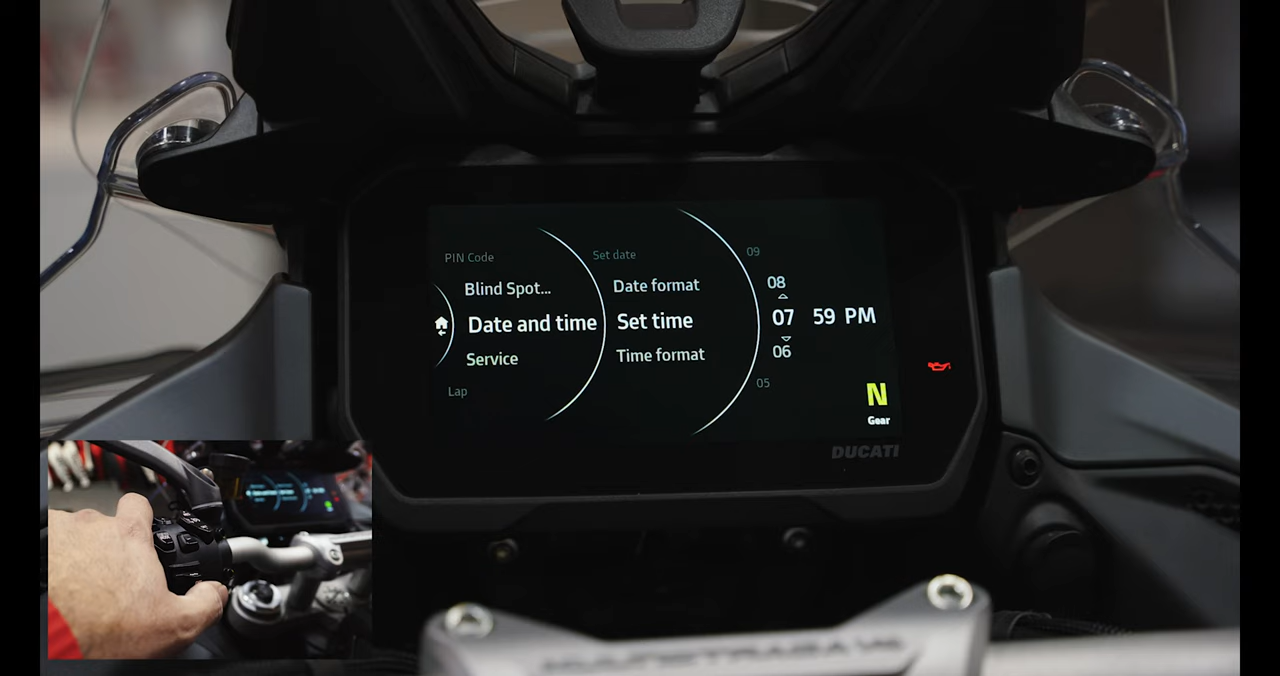 PIN Code
Blind Spot...
Date and time
Service
Lap
Set date
Date format
Set time
Time format
09
08
07 59 PM
06
05
N
Gear
DUCATI